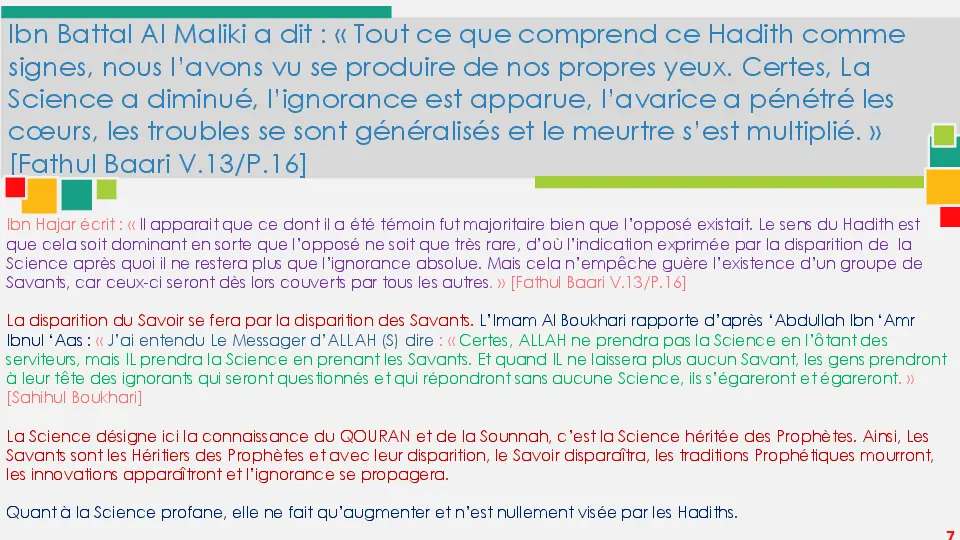 Ibn Battal Al Maliki a dit : « Tout ce que comprend ce Hadith comme
signes, nous l’avons vu se produire de nos propres yeux. Certes, La
Science a diminué, l’ignorance est apparue, l’avarice a pénétré les
cœurs, les troubles se sont généralisés et le meurtre s’est multiplié. »
[Fathul Baari V.13/P.16]
Ibn Hajar écrit : « Il apparait que ce dont il a été témoin fut majoritaire bien que l’opposé existait. Le sens du Hadith est
que cela soit dominant en sorte que l’opposé ne soit que très rare, d’où l’indication exprimée par la disparition de la
Science après quoi il ne restera plus que l’ignorance absolue. Mais cela n’empêche guère l’existence d’un groupe de
Savants, car ceux-ci seront dès lors couverts par tous les autres. » [Fathul Baari V.13/P.16]
La disparition du Savoir se fera par la disparition des Savants. L’Imam Al Boukhari rapporte d’après ‘Abdullah Ibn ‘Amr
Ibnul ‘Aas : « J’ai entendu Le Messager d’ALLAH (S) dire : « Certes, ALLAH ne prendra pas la Science en l’ôtant des
serviteurs, mais IL prendra la Science en prenant les Savants. Et quand IL ne laissera plus aucun Savant, les gens prendront
à leur tête des ignorants qui seront questionnés et qui répondront sans aucune Science, ils s’égareront et égareront. »
[Sahihul Boukhari]
La Science désigne ici la connaissance du QOURAN et de la Sounnah, c’est la Science héritée des Prophètes. Ainsi, Les
Savants sont les Héritiers des Prophètes et avec leur disparition, le Savoir disparaîtra, les traditions Prophétiques mourront,
les innovations apparaîtront et l’ignorance se propagera.
Quant à la Science profane, elle ne fait qu’augmenter et n’est nullement visée par les Hadiths.
7